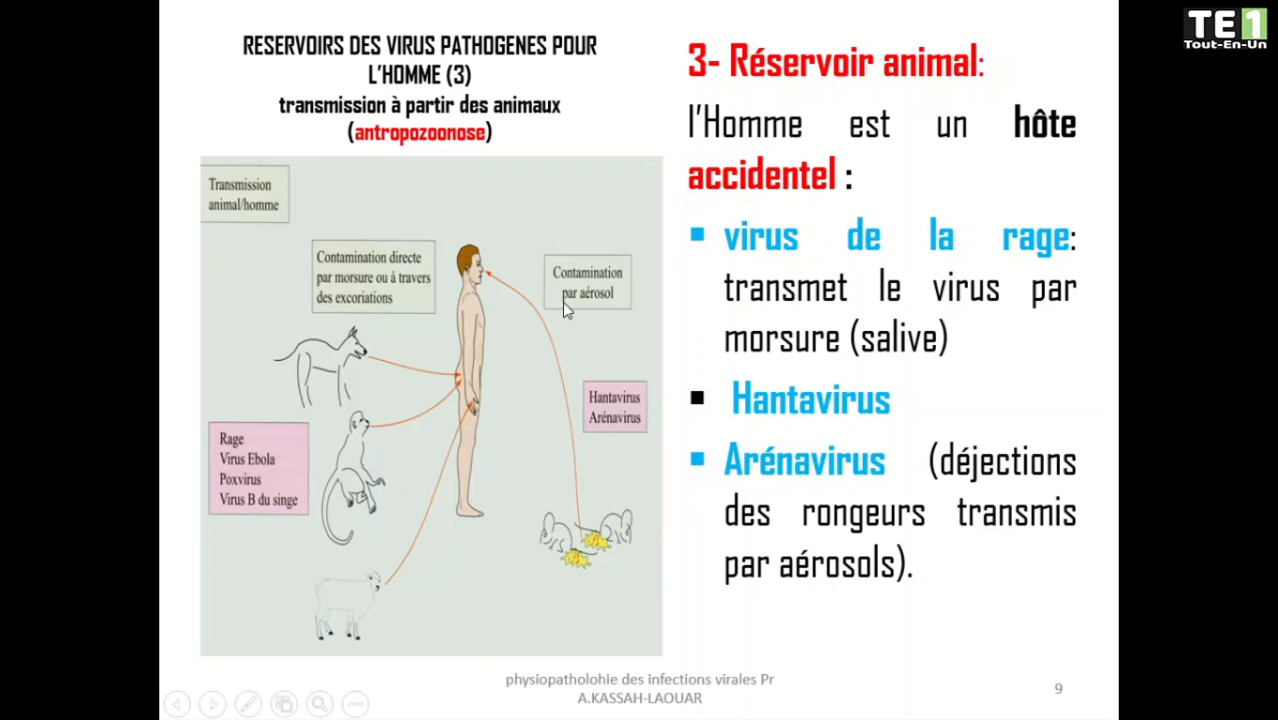 TE1
Tout-En-Un
RESERVOIRS DES VIRUS PATHOGENES POUR
L'HOMME (3)
transmission à partir des animaux
(antropozoonose)
Transmission
animal/homme
Contamination directe
par morsure ou à travers
des excoriations
Contamination
par aérosol
Hantavirus
Arénavirus
Rage
Virus Ebola
Poxvirus
Virus B du singe
3- Réservoir animal:
l'Homme est un hôte
accidentel :
virus de la rage:
transmet le virus par
morsure (salive)
Hantavirus
Arénavirus (déjections
des rongeurs transmis
par aérosols).
physiopatholohie des infections virales Pr
A.KASSAH-LAOUAR
9